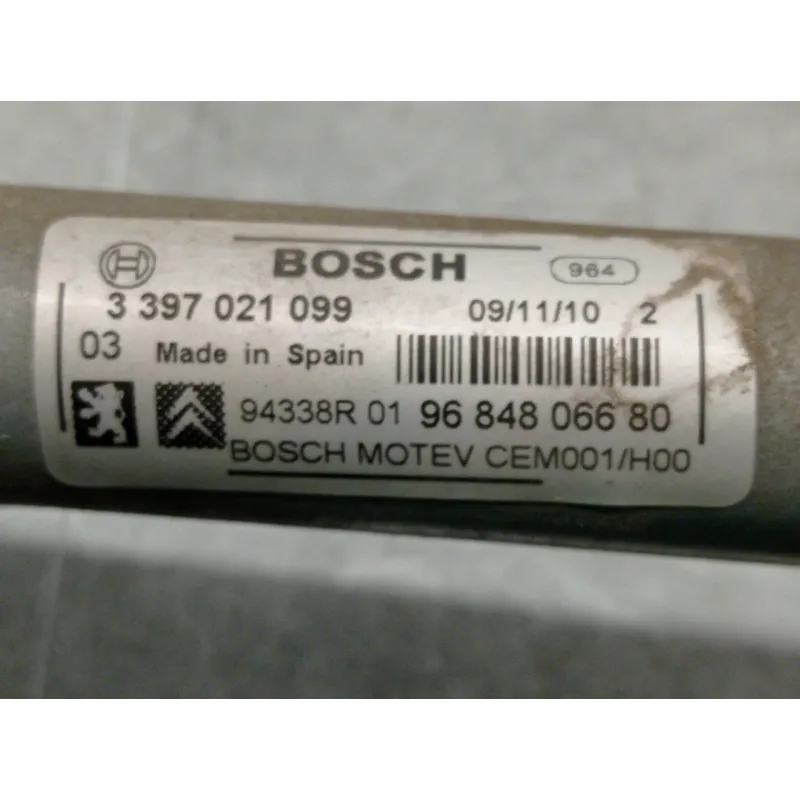 BOSCH 964
3 397 021 099 09/11/10 2
03 Made in Spain
94338R 01 96 848 066 80
BOSCH MOTEV CEM001/H00